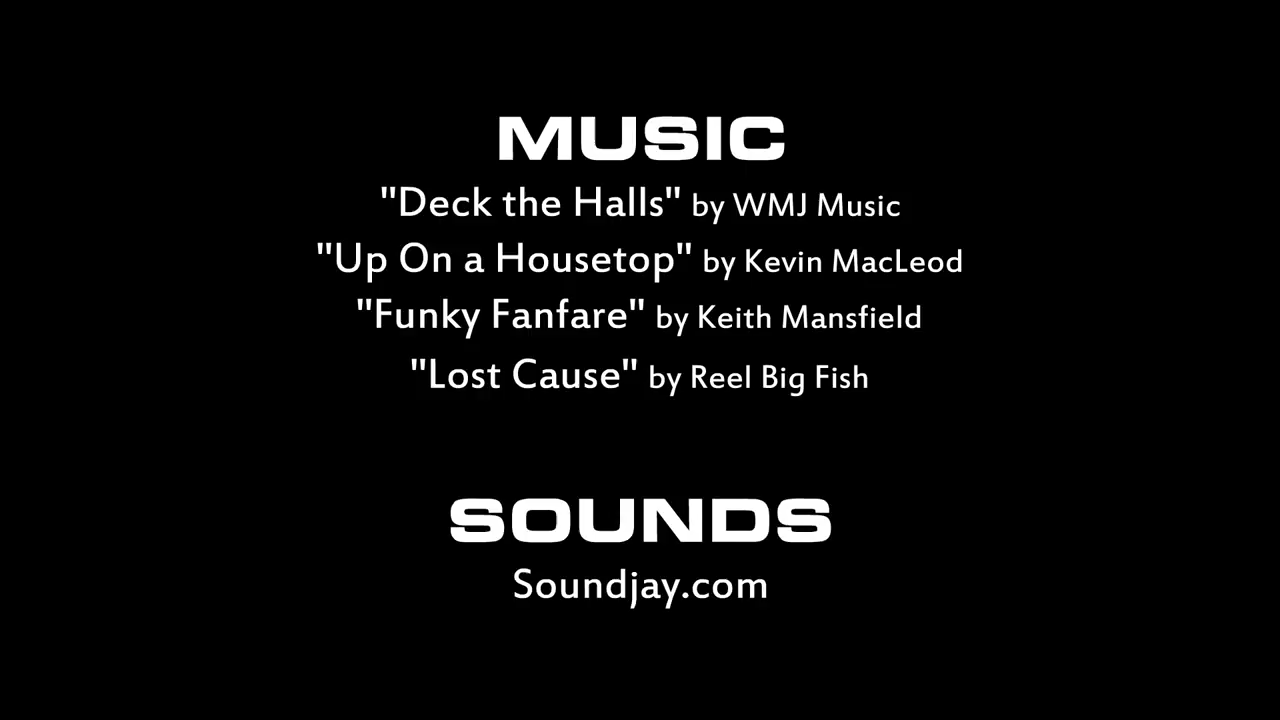 MUSIC
"Deck the Halls" by WMJ Music
"Up On a Housetop" by Kevin MacLeod
"Funky Fanfare" by Keith Mansfield
"Lost Cause" by Reel Big Fish
SOUNDS
Soundjay.com